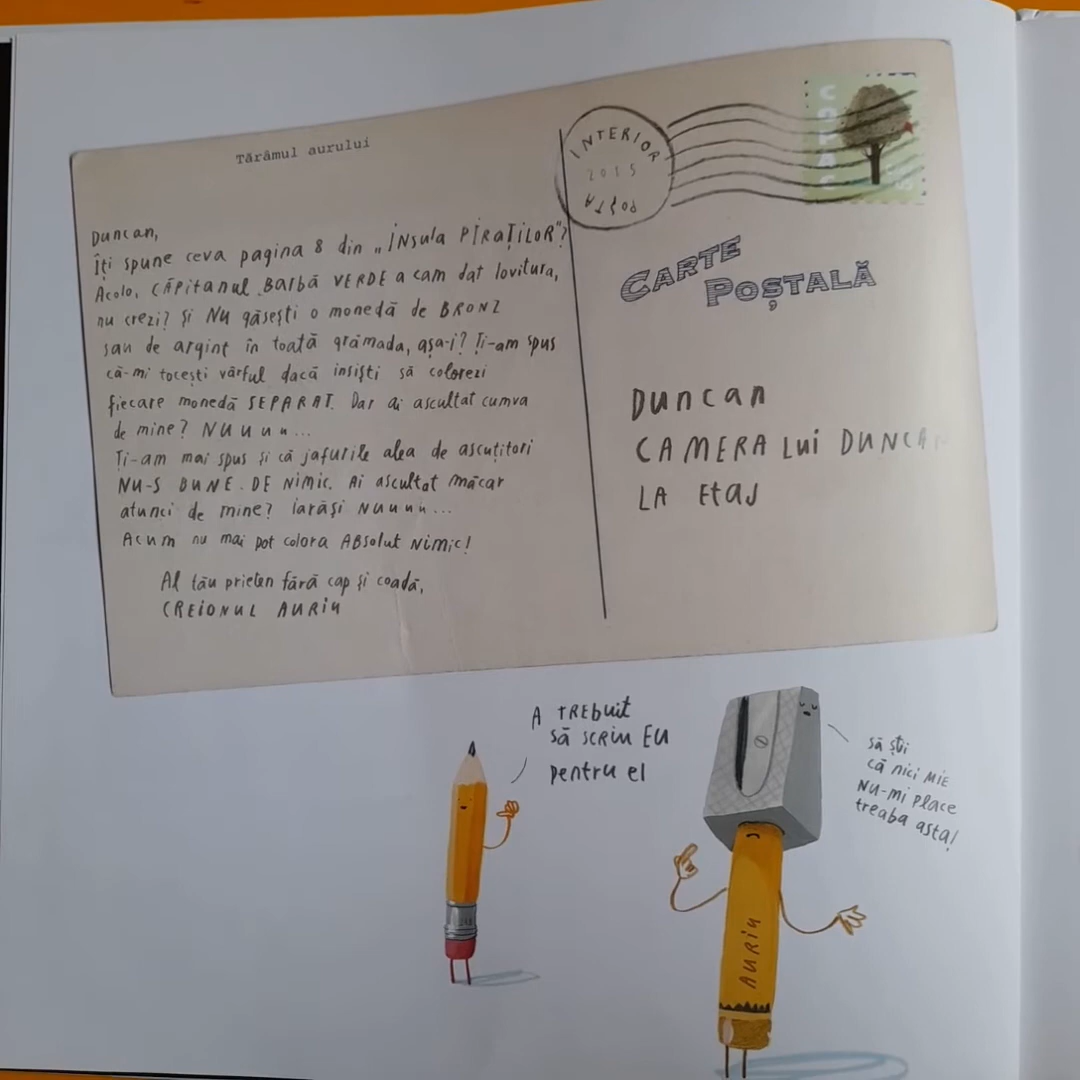 Tărâmul aurului
Duncan,
Îți spune ceva pagina 8 din „INSula PIRAȚILOR"?
Acolo, CĂPitanul Barbă VERDE a cam dat lovitura,
nu crezi? Și NU găsești o monedă de BRONZ
sau de argint în toată grămada, așa-i? Ți-am spus
că-mi tocești vârful dacă insiști să colorezi
fiecare monedă SEPARAT. Dar ai ascultat cumva
de mine? NUuuu...
Ți-am mai spus și că jafurile alea de ascuțitori
NU-S BUNE DE NIMIC. Ai ascultat măcar
atunci de mine? Iarăși NUuuu...
Acum nu mai pot colora ABSolut NIMIC!
Al tău prieten fără cap și coadă,
CREIONUL AURIU
INTERIOR
2015
POȘTA
COPAC
CARTE
POȘTALĂ
Duncan
CAMERA lui DUNCAN
LA EtaJ
A TREbuit
să scriu EU
pentru el
să știi
că nici MIE
NU-mi place
treaba asta!
AURIU